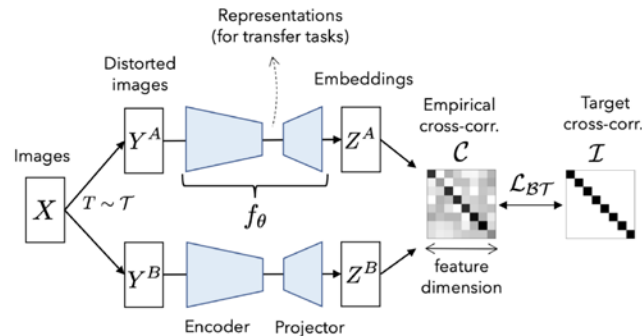 Representations
(for transfer tasks)
Distorted
images
Embeddings
Empirical
cross-corr.
Target
cross-corr.
Images
Y^A
Z^A
C
I
X
T ~ 𝒯
f_θ
ℒ_ℬ𝒯
Y^B
Z^B
feature
dimension
Encoder
Projector